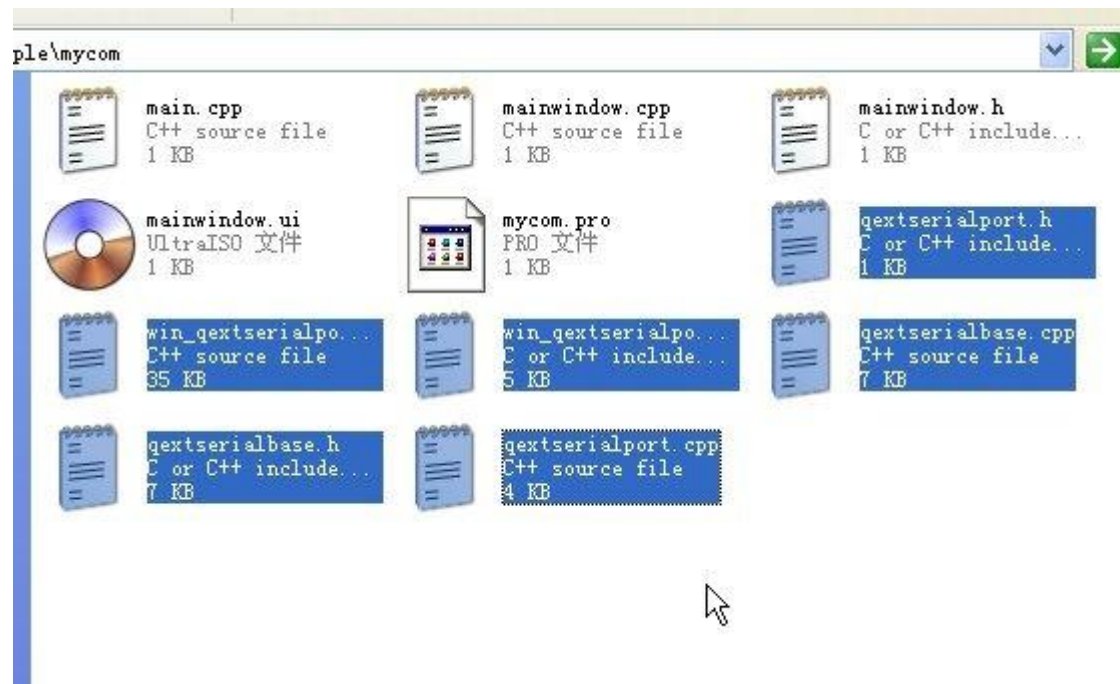 ple\mycom
main.cpp
C++ source file
1 KB
mainwindow.cpp
C++ source file
1 KB
mainwindow.h
C or C++ include...
1 KB
mainwindow.ui
UltraISO 文件
1 KB
mycom.pro
PRO 文件
1 KB
qextserialport.h
C or C++ include...
1 KB
win_qextserialpo...
C++ source file
35 KB
win_qextserialpo...
C or C++ include...
5 KB
qextserialbase.cpp
C++ source file
7 KB
qextserialbase.h
C or C++ include...
7 KB
qextserialport.cpp
C++ source file
4 KB